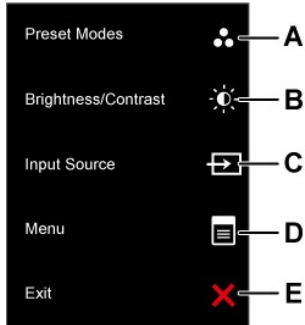 Preset Modes A
Brightness/Contrast B
Input Source C
Menu D
Exit E